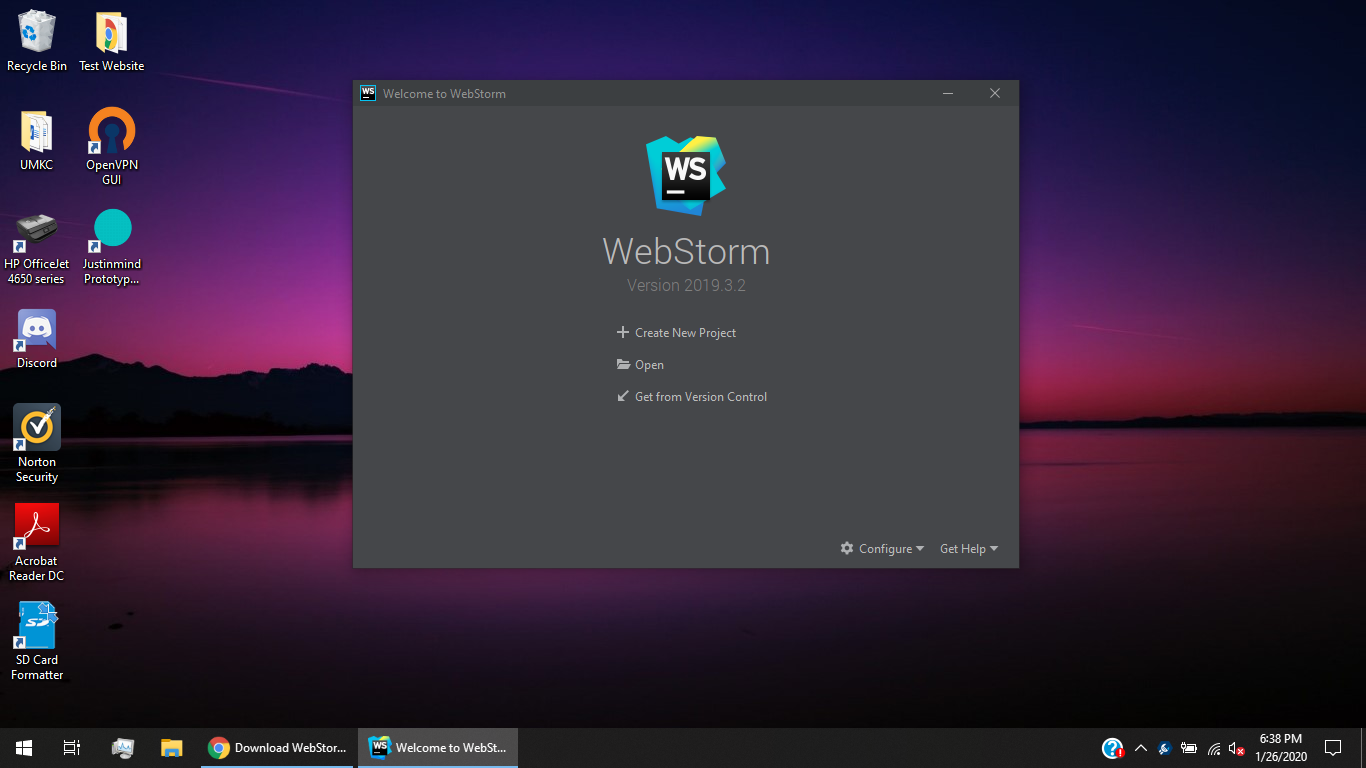 Recycle Bin
Test Website
UMKC
OpenVPN
GUI
HP OfficeJet
4650 series
Justinmind
Prototyp...
Discord
Norton
Security
Acrobat
Reader DC
SD
SD Card
Formatter
WS
Welcome to WebStorm
WS
WebStorm
Version 2019.3.2
Create New Project
Open
Get from Version Control
Configure
Get Help
Download WebStor...
WS
Welcome to WebSt...
6:38 PM
1/26/2020